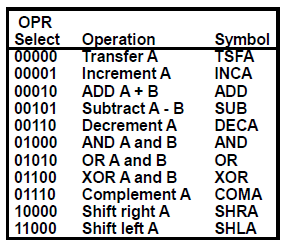 OPR
Select Operation Symbol
00000 Transfer A TSFA
00001 Increment A INCA
00010 ADD A + B ADD
00101 Subtract A - B SUB
00110 Decrement A DECA
01000 AND A and B AND
01010 OR A and B OR
01100 XOR A and B XOR
01110 Complement A COMA
10000 Shift right A SHRA
11000 Shift left A SHLA